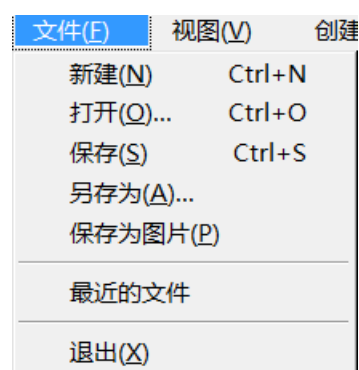 文件(F) 视图(V) 创建
新建(N) Ctrl+N
打开(O)... Ctrl+O
保存(S) Ctrl+S
另存为(A)...
保存为图片(P)
最近的文件
退出(X)